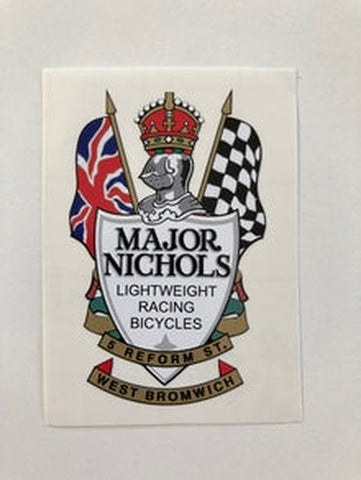 MAJOR
NICHOLS
LIGHTWEIGHT
RACING
BICYCLES
5 REFORM ST.
WEST BROMWICH